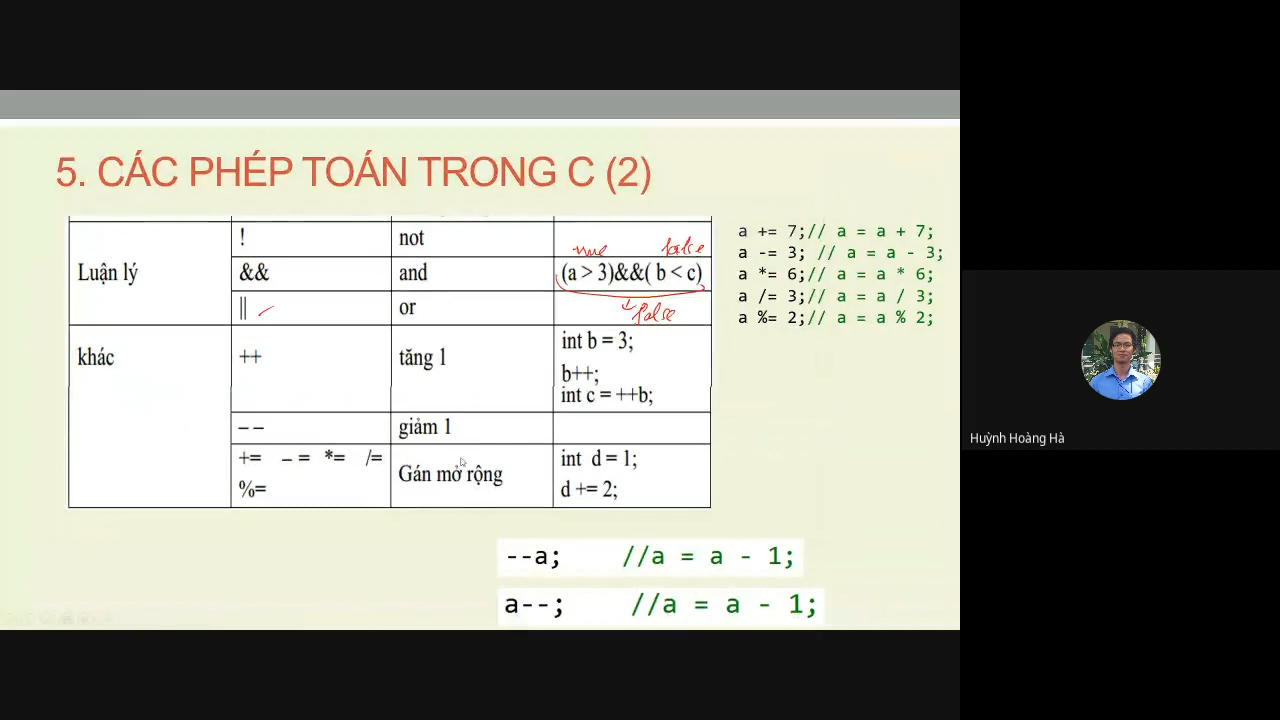 5. CÁC PHÉP TOÁN TRONG C (2)
! not
true false
Luận lý && and (a > 3)&&( b < c)
|| or false
khác ++ tăng 1 int b = 3;
b++;
int c = ++b;
– – giảm 1
+= – = *= /= %= Gán mở rộng int d = 1;
d += 2;
a += 7;// a = a + 7;
a -= 3; // a = a - 3;
a *= 6;// a = a * 6;
a /= 3;// a = a / 3;
a %= 2;// a = a % 2;
--a; //a = a - 1;
a--; //a = a - 1;
Huỳnh Hoàng Hà